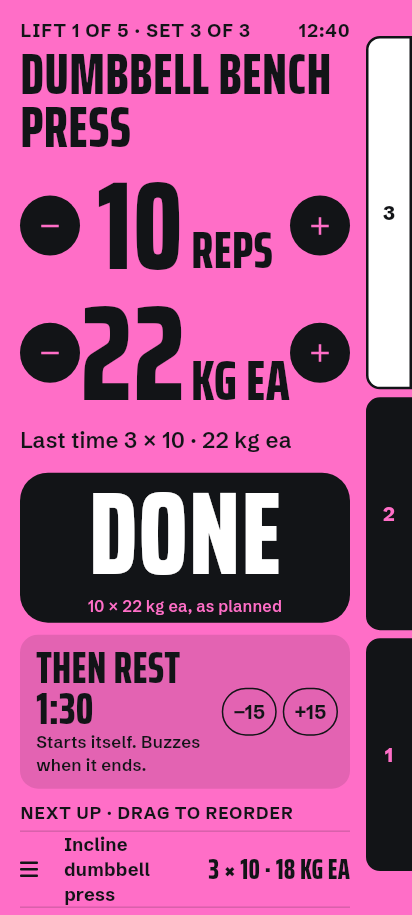 LIFT 1 OF 5 · SET 3 OF 3 12:40
DUMBBELL BENCH
PRESS
− 10 REPS +
− 22 KG EA +
Last time 3 × 10 · 22 kg ea
DONE
10 × 22 kg ea, as planned
THEN REST
1:30
−15 +15
Starts itself. Buzzes
when it ends.
NEXT UP · DRAG TO REORDER
Incline
dumbbell
press
3 × 10 · 18 KG EA
3
2
1